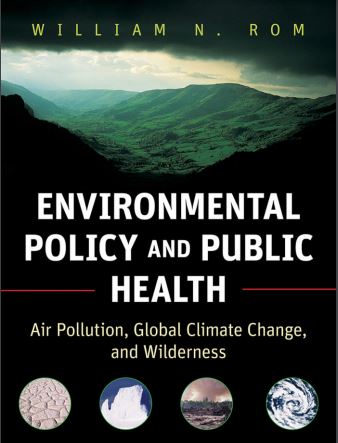 WILLIAM N. ROM
ENVIRONMENTAL
POLICY AND PUBLIC
HEALTH
Air Pollution, Global Climate Change,
and Wilderness